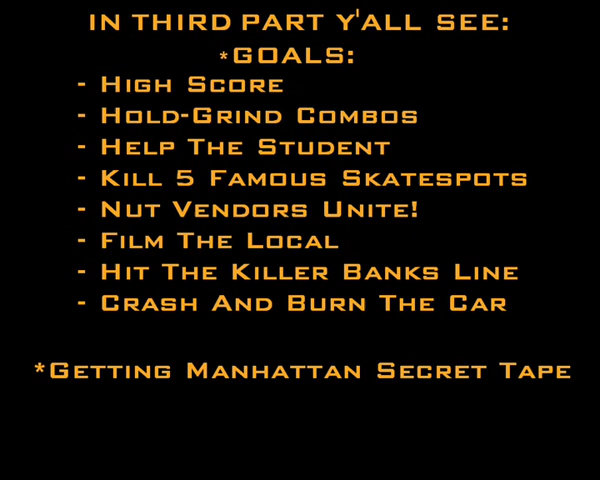 IN THIRD PART Y'ALL SEE:
*GOALS:
- High Score
- Hold-Grind Combos
- Help The Student
- Kill 5 Famous Skatespots
- Nut Vendors Unite!
- Film The Local
- Hit The Killer Banks Line
- Crash And Burn The Car
*Getting Manhattan Secret Tape